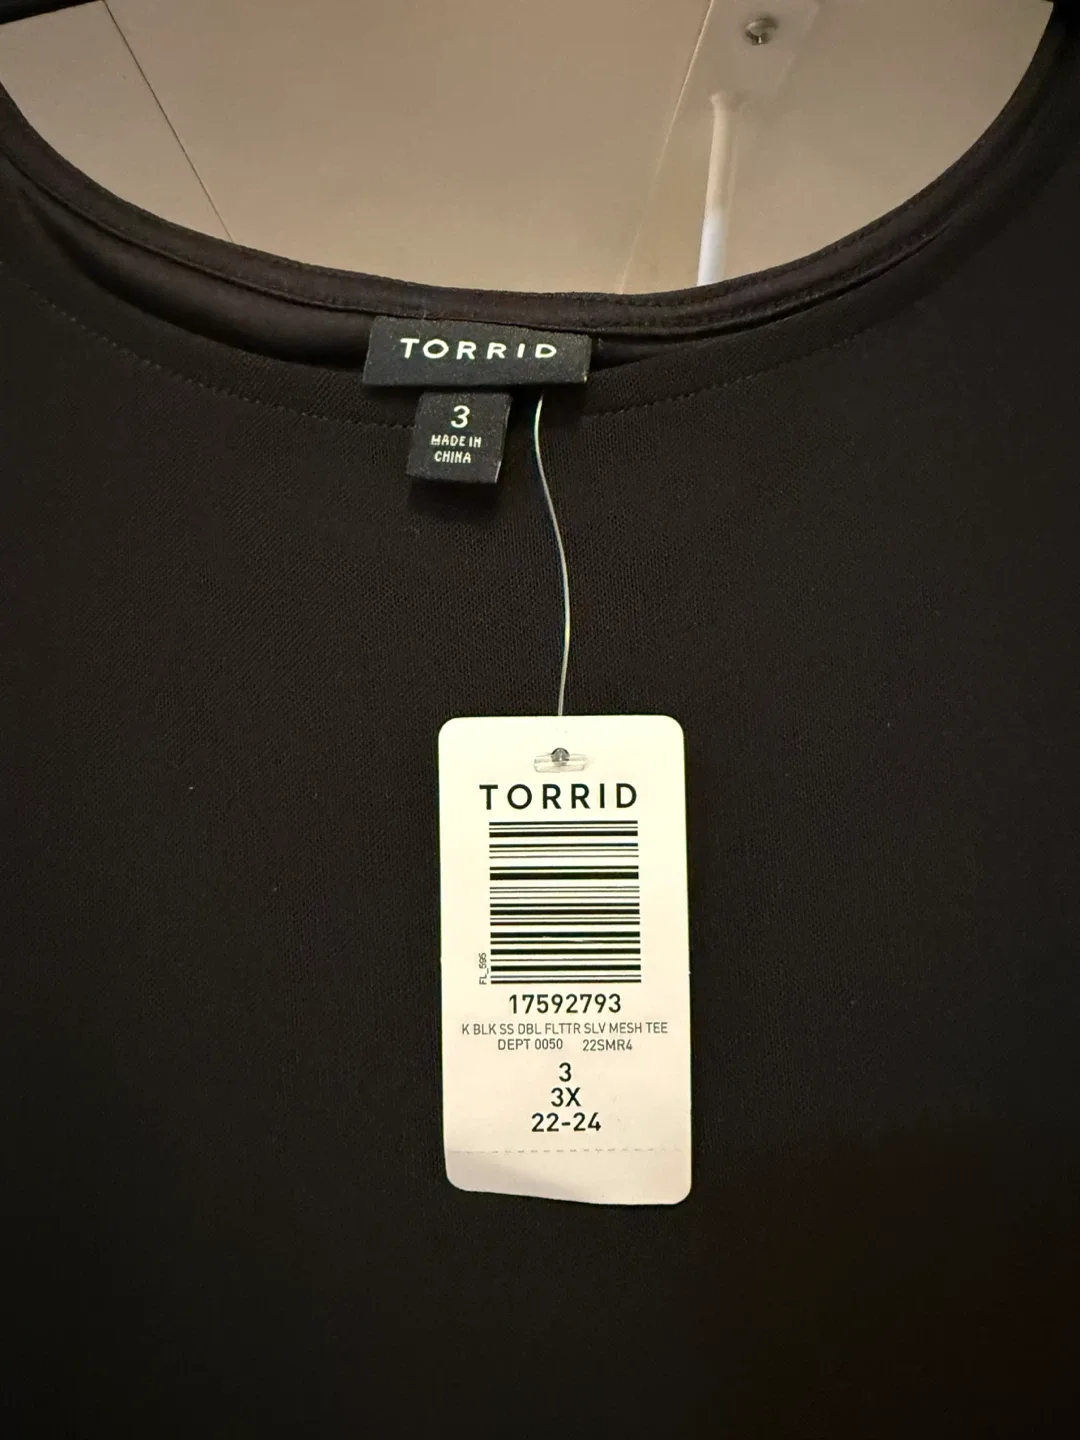 TORRID
3
MADE IN
CHINA
TORRID
FL_595
17592793
K BLK SS DBL FLTTR SLV MESH TEE
DEPT 0050 22SMR4
3
3X
22-24